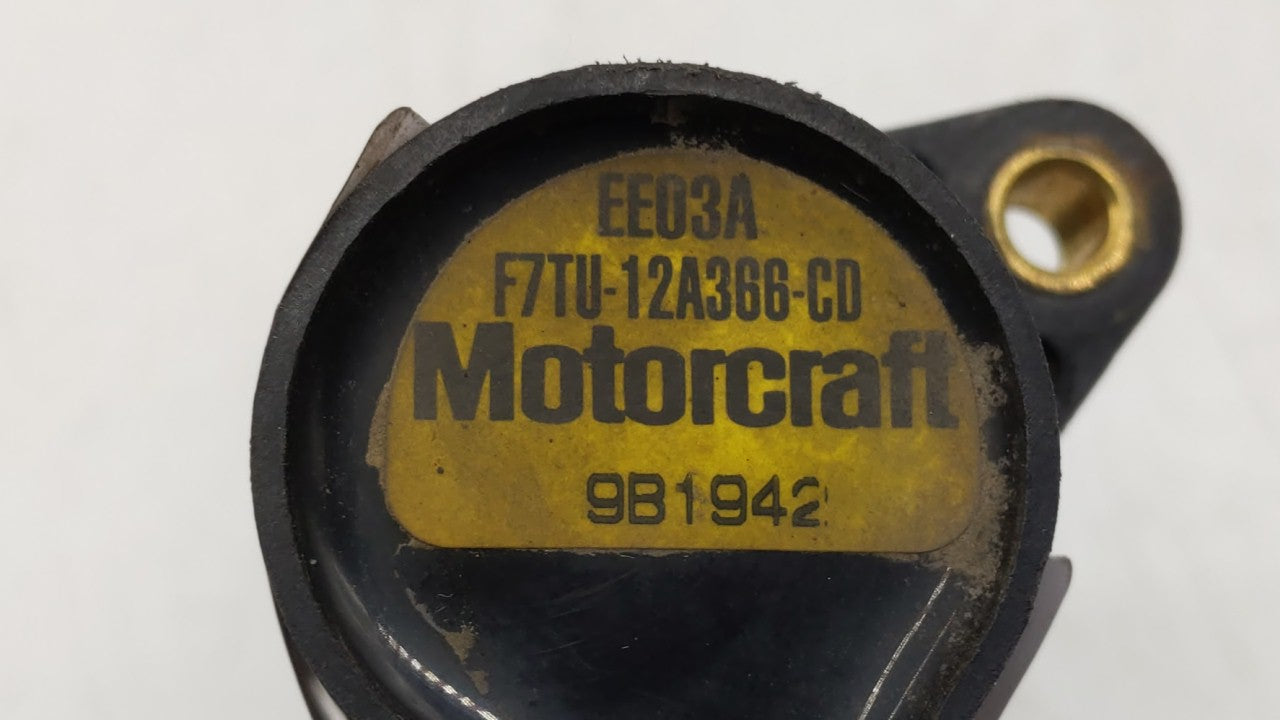 EE03A
F7TU-12A366-CD
Motorcraft
9B1942